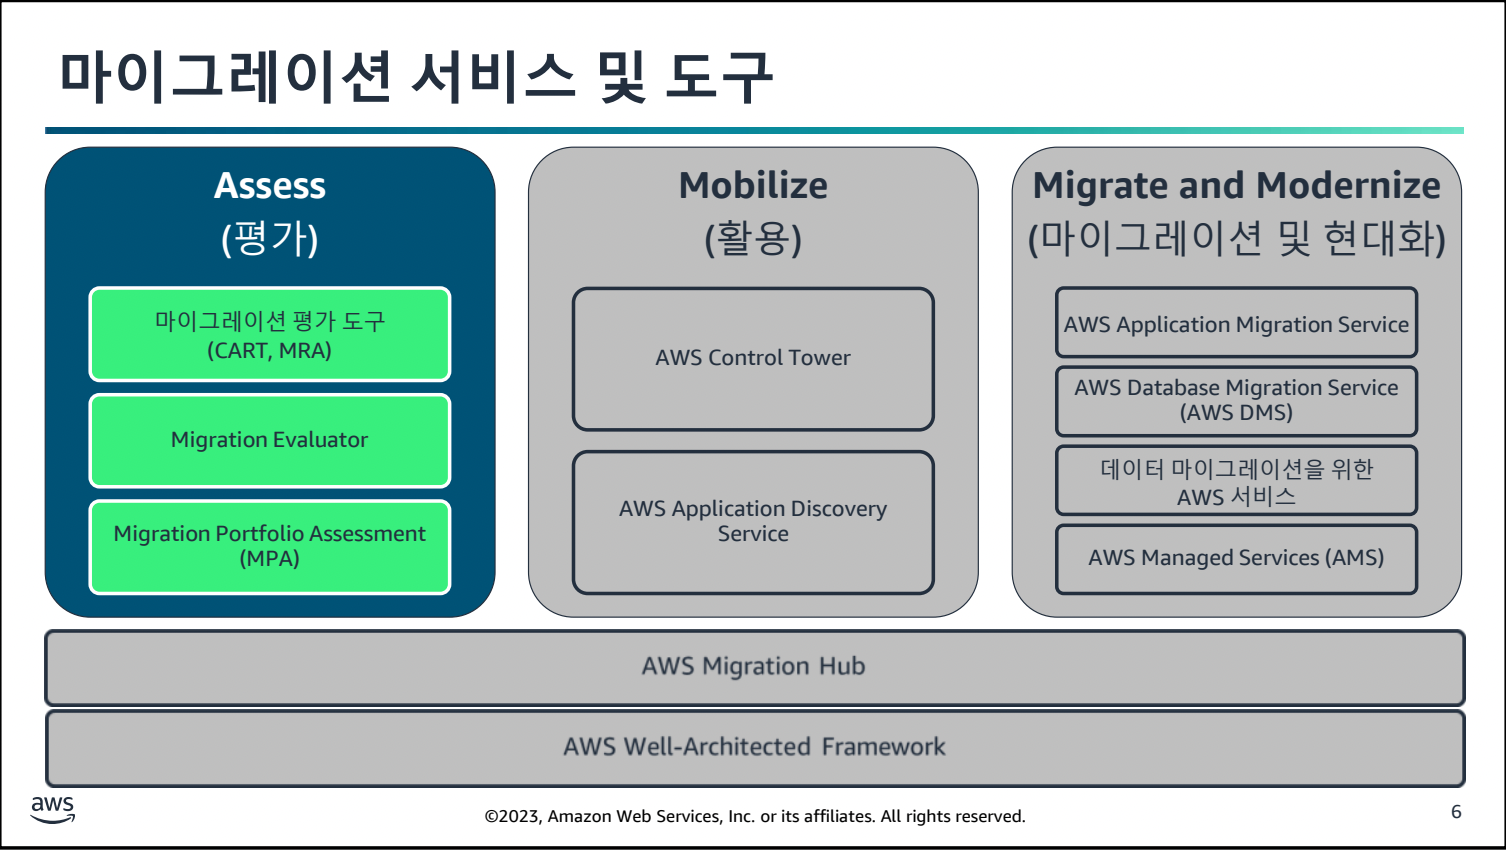 마이그레이션 서비스 및 도구
Assess
(평가)
마이그레이션 평가 도구
(CART, MRA)
Migration Evaluator
Migration Portfolio Assessment
(MPA)
Mobilize
(활용)
AWS Control Tower
AWS Application Discovery
Service
Migrate and Modernize
(마이그레이션 및 현대화)
AWS Application Migration Service
AWS Database Migration Service
(AWS DMS)
데이터 마이그레이션을 위한
AWS 서비스
AWS Managed Services (AMS)
AWS Migration Hub
AWS Well-Architected Framework
aws
©2023, Amazon Web Services, Inc. or its affiliates. All rights reserved.
6